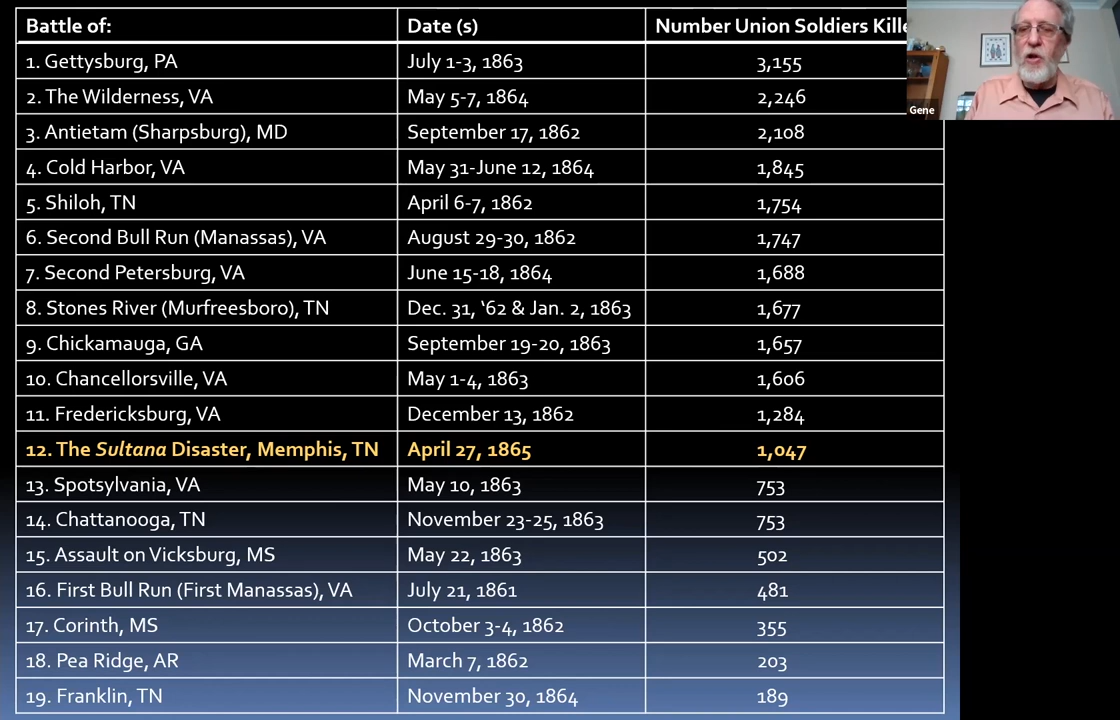 Battle of: Date (s) Number Union Soldiers Kille
1. Gettysburg, PA July 1-3, 1863 3,155
2. The Wilderness, VA May 5-7, 1864 2,246
3. Antietam (Sharpsburg), MD September 17, 1862 2,108
4. Cold Harbor, VA May 31-June 12, 1864 1,845
5. Shiloh, TN April 6-7, 1862 1,754
6. Second Bull Run (Manassas), VA August 29-30, 1862 1,747
7. Second Petersburg, VA June 15-18, 1864 1,688
8. Stones River (Murfreesboro), TN Dec. 31, ‘62 & Jan. 2, 1863 1,677
9. Chickamauga, GA September 19-20, 1863 1,657
10. Chancellorsville, VA May 1-4, 1863 1,606
11. Fredericksburg, VA December 13, 1862 1,284
12. The Sultana Disaster, Memphis, TN April 27, 1865 1,047
13. Spotsylvania, VA May 10, 1863 753
14. Chattanooga, TN November 23-25, 1863 753
15. Assault on Vicksburg, MS May 22, 1863 502
16. First Bull Run (First Manassas), VA July 21, 1861 481
17. Corinth, MS October 3-4, 1862 355
18. Pea Ridge, AR March 7, 1862 203
19. Franklin, TN November 30, 1864 189
Gene